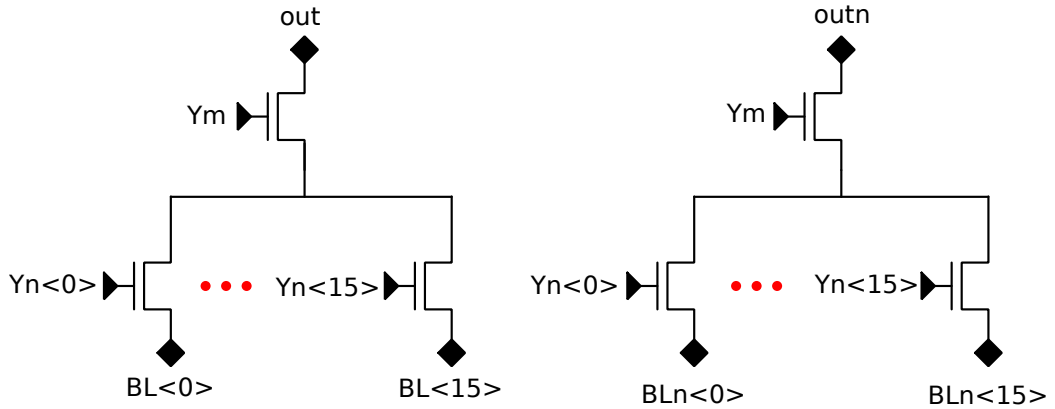 out
outn
Ym
Ym
Yn<0>
Yn<15>
Yn<0>
Yn<15>
BL<0>
BL<15>
BLn<0>
BLn<15>